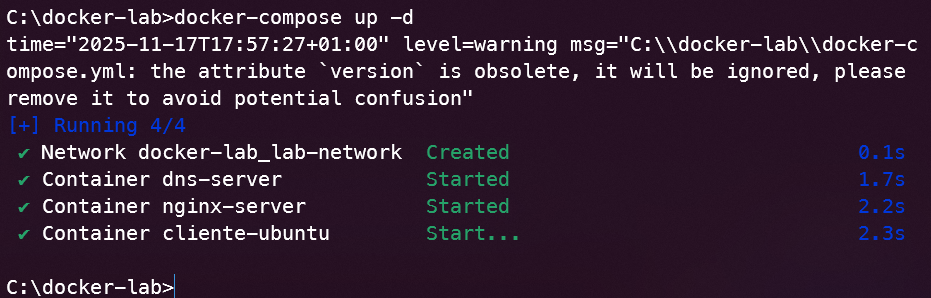 C:\docker-lab>docker-compose up -d
time="2025-11-17T17:57:27+01:00" level=warning msg="C:\\docker-lab\\docker-c
ompose.yml: the attribute `version` is obsolete, it will be ignored, please
remove it to avoid potential confusion"
[+] Running 4/4
✔ Network docker-lab_lab-network  Created  0.1s
✔ Container dns-server  Started  1.7s
✔ Container nginx-server  Started  2.2s
✔ Container cliente-ubuntu  Start...  2.3s
C:\docker-lab>